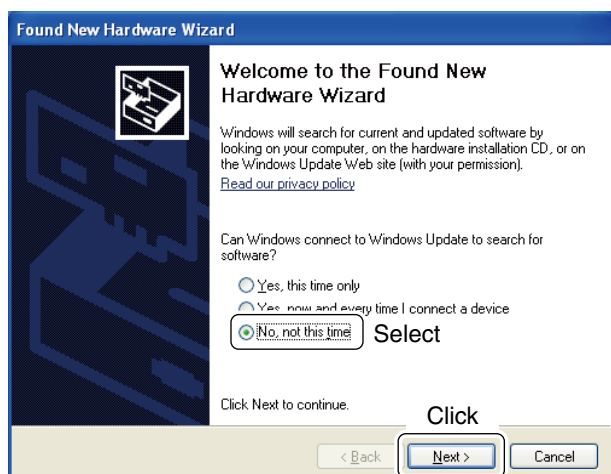 Found New Hardware Wizard
Welcome to the Found New
Hardware Wizard
Windows will search for current and updated software by
looking on your computer, on the hardware installation CD, or on
the Windows Update Web site (with your permission).
Read our privacy policy
Can Windows connect to Windows Update to search for
software?
Yes, this time only
Yes, now and every time I connect a device
No, not this time Select
Click Next to continue.
Click
< Back Next > Cancel